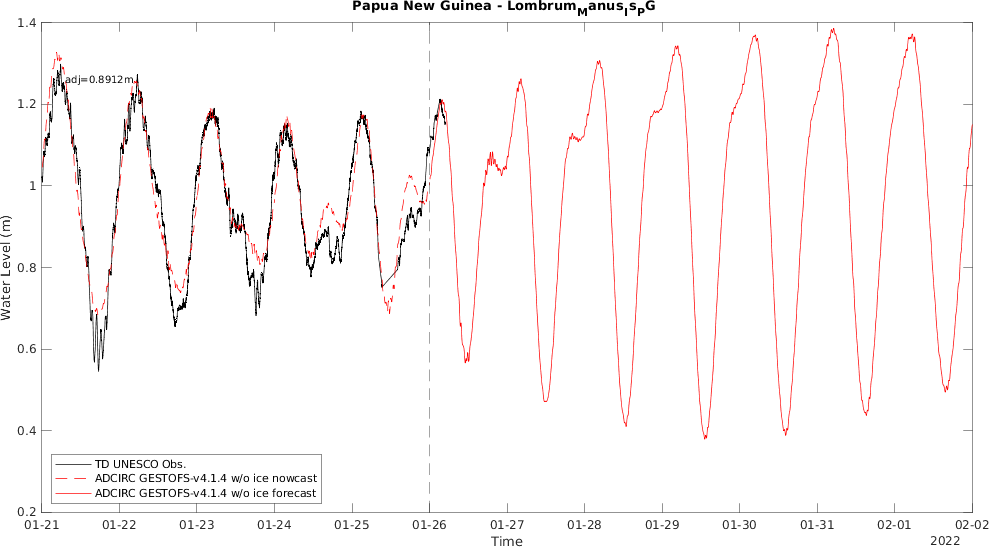 Papua New Guinea - LombrumManusIsPG
1.4
adj=0.8912m
1.2
1
0.8
0.6
0.4
0.2
Water Level (m)
TD UNESCO Obs.
ADCIRC GESTOFS-v4.1.4 w/o ice nowcast
ADCIRC GESTOFS-v4.1.4 w/o ice forecast
01-21 01-22 01-23 01-24 01-25 01-26 01-27 01-28 01-29 01-30 01-31 02-01 02-02
Time
2022